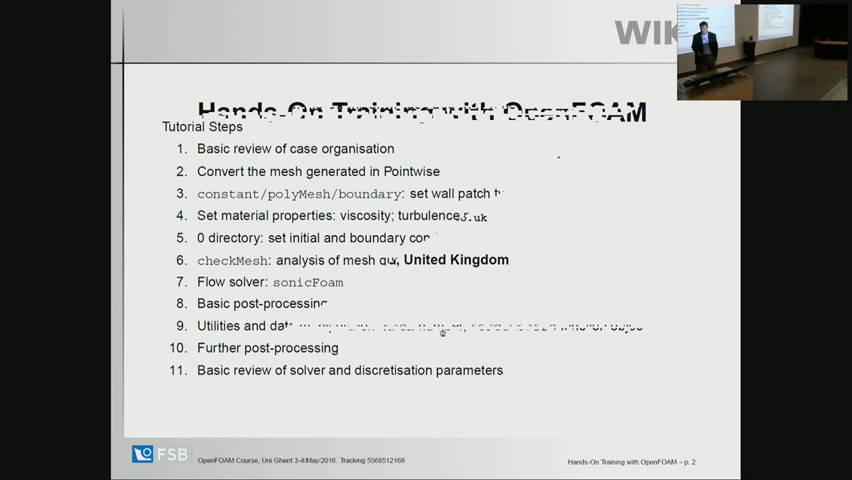 WIK
Hands-On Training with OpenFOAM
Tutorial Steps
1. Basic review of case organisation
2. Convert the mesh generated in Pointwise
3. constant/polyMesh/boundary: set wall patch
4. Set material properties: viscosity; turbulence
5. 0 directory: set initial and boundary
6. checkMesh: analysis of mesh , United Kingdom
7. Flow solver: sonicFoam
8. Basic post-processing
9. Utilities and
10. Further post-processing
11. Basic review of solver and discretisation parameters
FSB
OpenFOAM Course, Uni Ghent 3-4/May/2016. Tracking 5568512168
Hands-On Training with OpenFOAM – p. 2